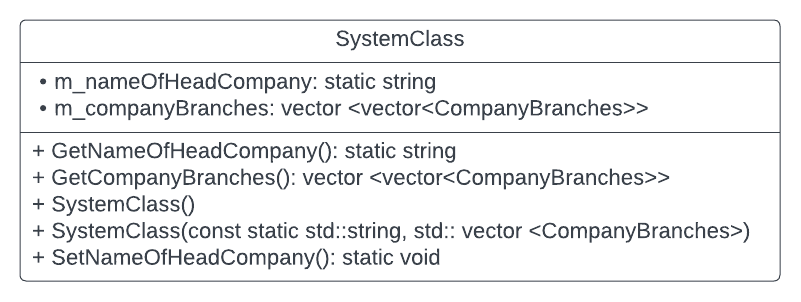 SystemClass
• m_nameOfHeadCompany: static string
• m_companyBranches: vector <vector<CompanyBranches>>
+ GetNameOfHeadCompany(): static string
+ GetCompanyBranches(): vector <vector<CompanyBranches>>
+ SystemClass()
+ SystemClass(const static std::string, std:: vector <CompanyBranches>)
+ SetNameOfHeadCompany(): static void